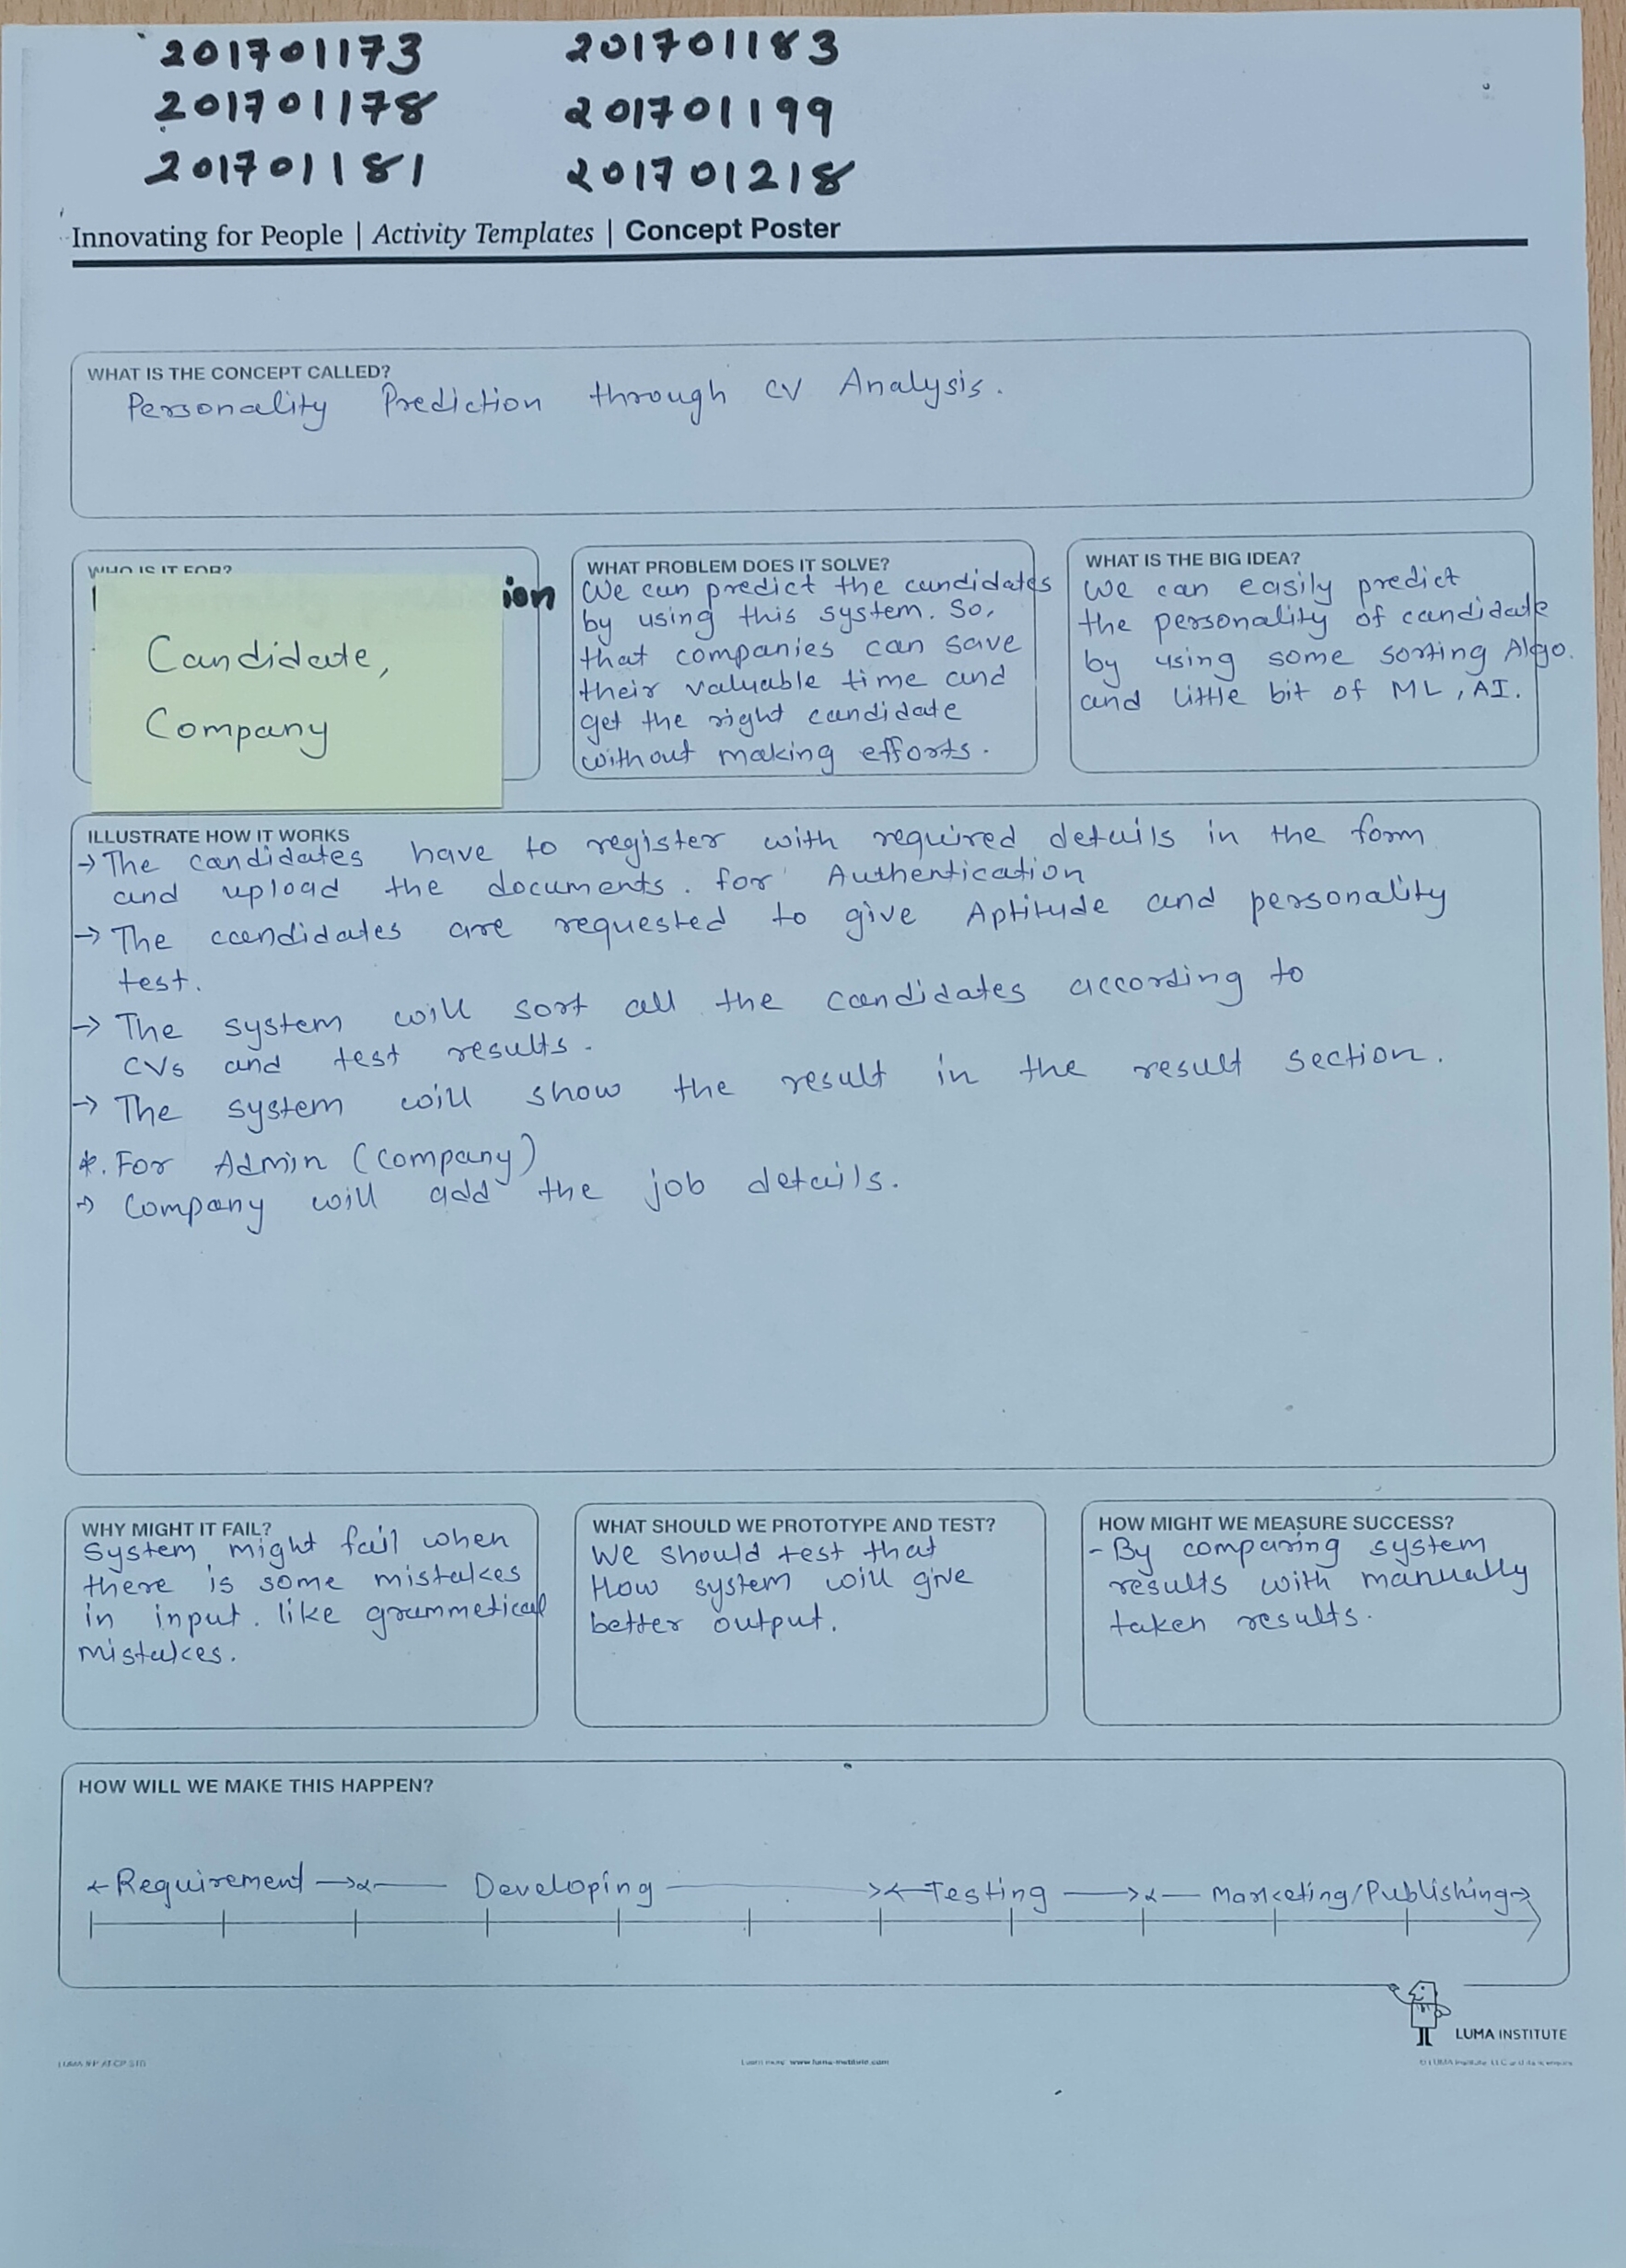 201701173 201701183
201701178 201701199
201701181 201701218
Innovating for People | Activity Templates | Concept Poster
WHAT IS THE CONCEPT CALLED?
Personality Prediction through CV Analysis.
WHO IS IT FOR?
ion
Candidate,
Company
WHAT PROBLEM DOES IT SOLVE?
We can predict the candidates
by using this system. So,
that companies can save
their valuable time and
get the right candidate
without making efforts.
WHAT IS THE BIG IDEA?
We can easily predict
the personality of candidate
by using some sorting Algo.
and little bit of ML, AI.
ILLUSTRATE HOW IT WORKS
→ The candidates have to register with required details in the form
and upload the documents. for Authentication
→ The candidates are requested to give Aptitude and personality
test.
→ The system will sort all the candidates according to
CVs and test results.
→ The system will show the result in the result section.
*. For Admin (company)
→ Company will add the job details.
WHY MIGHT IT FAIL?
System might fail when
there is some mistakes
in input. like grammetical
mistakes.
WHAT SHOULD WE PROTOTYPE AND TEST?
We should test that
How system will give
better output.
HOW MIGHT WE MEASURE SUCCESS?
- By comparing system
results with manually
taken results.
HOW WILL WE MAKE THIS HAPPEN?
Requirement Developing Testing Marketing/Publishing
LUMA INSTITUTE
www.luma-institute.com